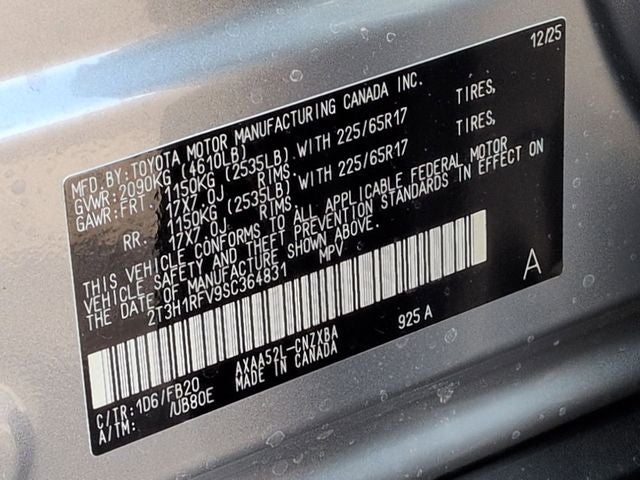 12/25
MFD.BY:TOYOTA MOTOR MANUFACTURING CANADA INC.
GVWR: 2090KG (4610LB)
GAWR: FRT. 1150KG (2535LB) WITH 225/65R17 TIRES,
17X7.0J RIMS.
RR. 1150KG (2535LB) WITH 225/65R17 TIRES,
17X7.0J RIMS.
THIS VEHICLE CONFORMS TO ALL APPLICABLE FEDERAL MOTOR
VEHICLE SAFETY AND THEFT PREVENTION STANDARDS IN EFFECT ON
THE DATE OF MANUFACTURE SHOWN ABOVE.
2T3H1RFV9SC364831 MPV
A
C/TR:1D6/FB20 AXAA52L-CNZXBA 925 A
A/TM: /UB80E MADE IN CANADA